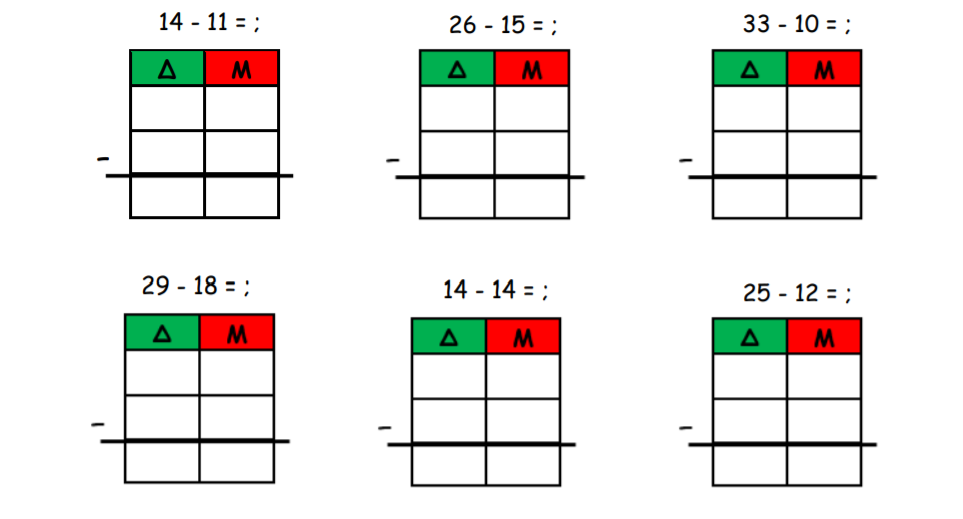 14 - 11 = ;
26 - 15 = ;
33 - 10 = ;
Δ Μ
Δ Μ
Δ Μ
-
-
-
29 - 18 = ;
14 - 14 = ;
25 - 12 = ;
Δ Μ
Δ Μ
Δ Μ
-
-
-